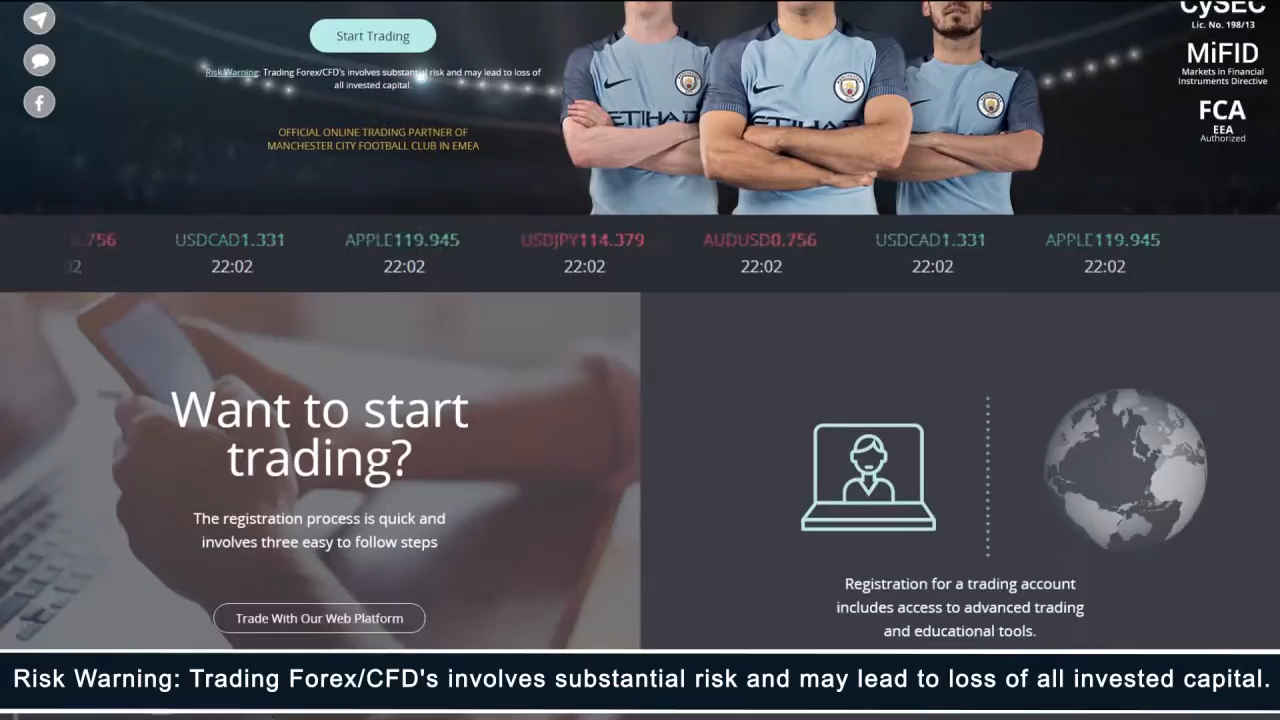 CySEC
Lic. No. 198/13
Start Trading
MiFID
Markets in Financial
Instruments Directive
Risk Warning: Trading Forex/CFD's involves substantial risk and may lead to loss of
all invested capital.
FCA
EEA
Authorized
OFFICIAL ONLINE TRADING PARTNER OF
MANCHESTER CITY FOOTBALL CLUB IN EMEA
ETIHAD
ETIHAD
.756 USDCAD1.331 APPLE119.945 USDJPY114.379 AUDUSD0.756 USDCAD1.331 APPLE119.945
22:02 22:02 22:02 22:02 22:02 22:02
Want to start
trading?
The registration process is quick and
involves three easy to follow steps
Trade With Our Web Platform
Registration for a trading account
includes access to advanced trading
and educational tools.
Risk Warning: Trading Forex/CFD's involves substantial risk and may lead to loss of all invested capital.